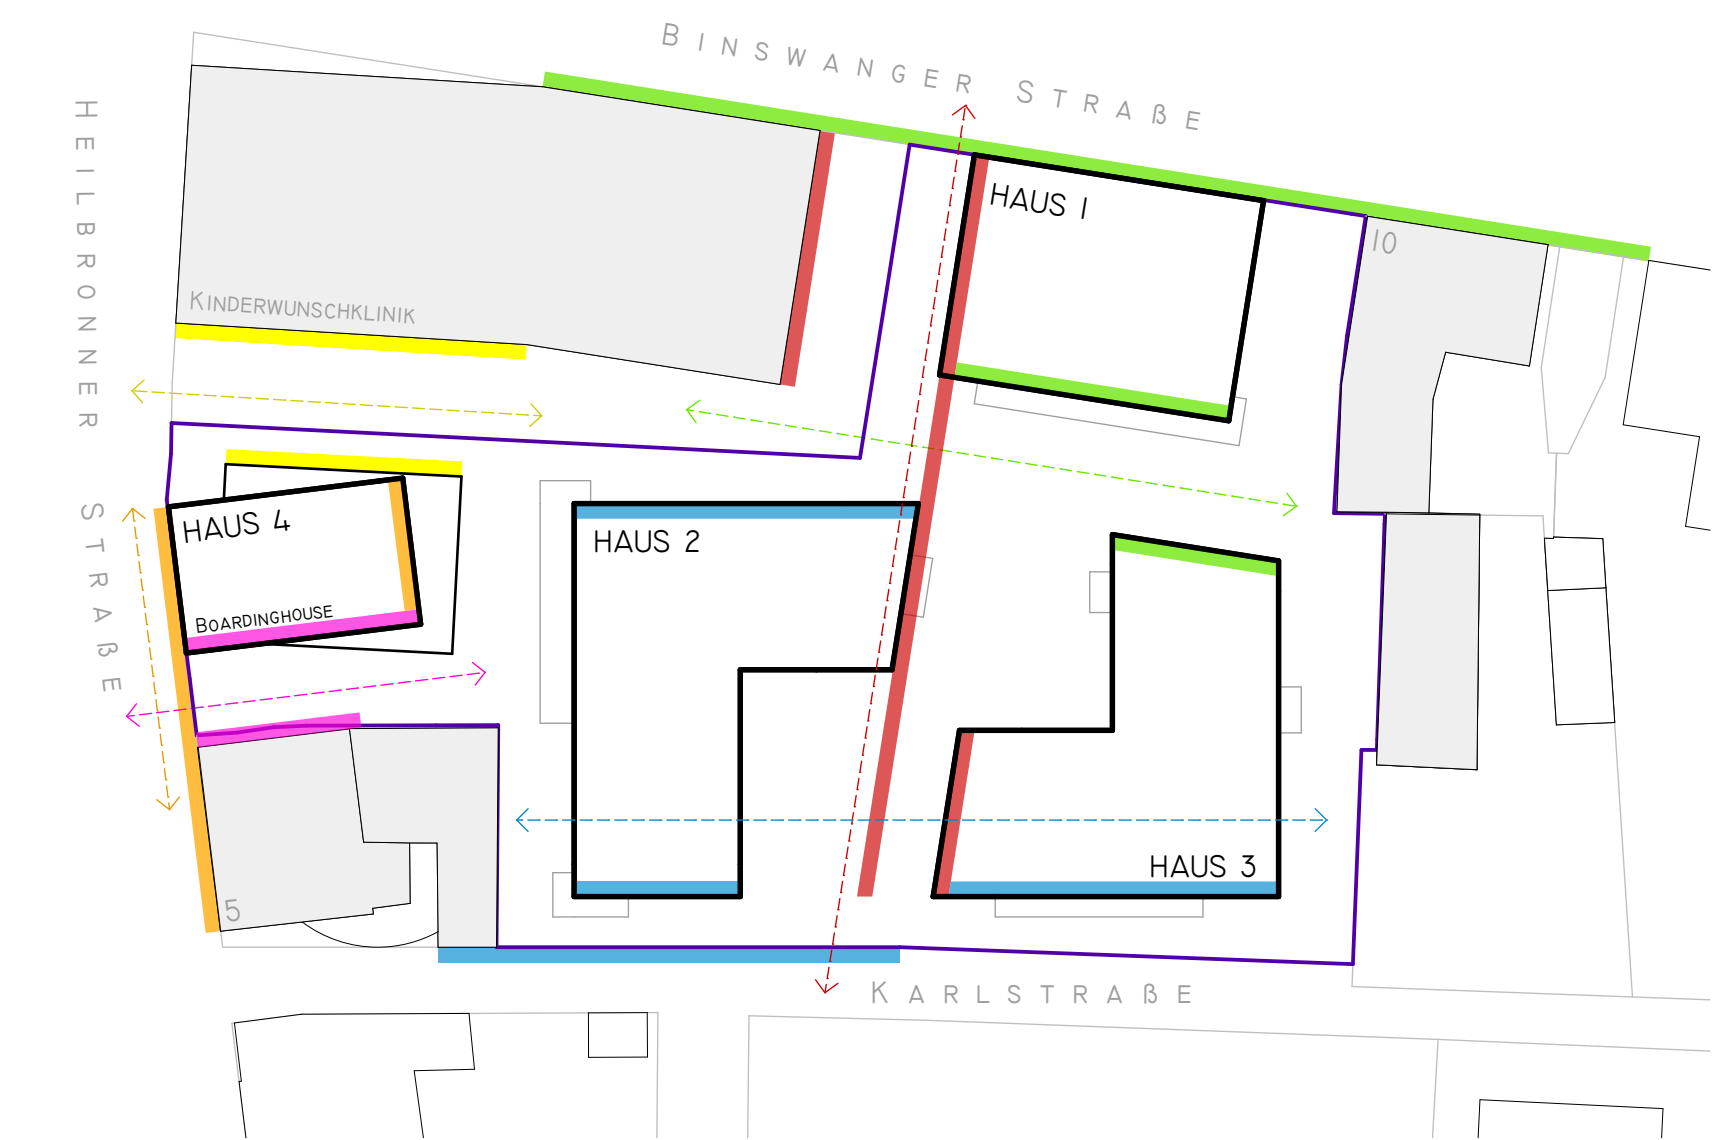 BINSWANGER STRAßE
HEILBRONNER STRAßE
HAUS 1
10
KINDERWUNSCHKLINIK
HAUS 4
BOARDINGHOUSE
HAUS 2
HAUS 3
5
KARLSTRAßE